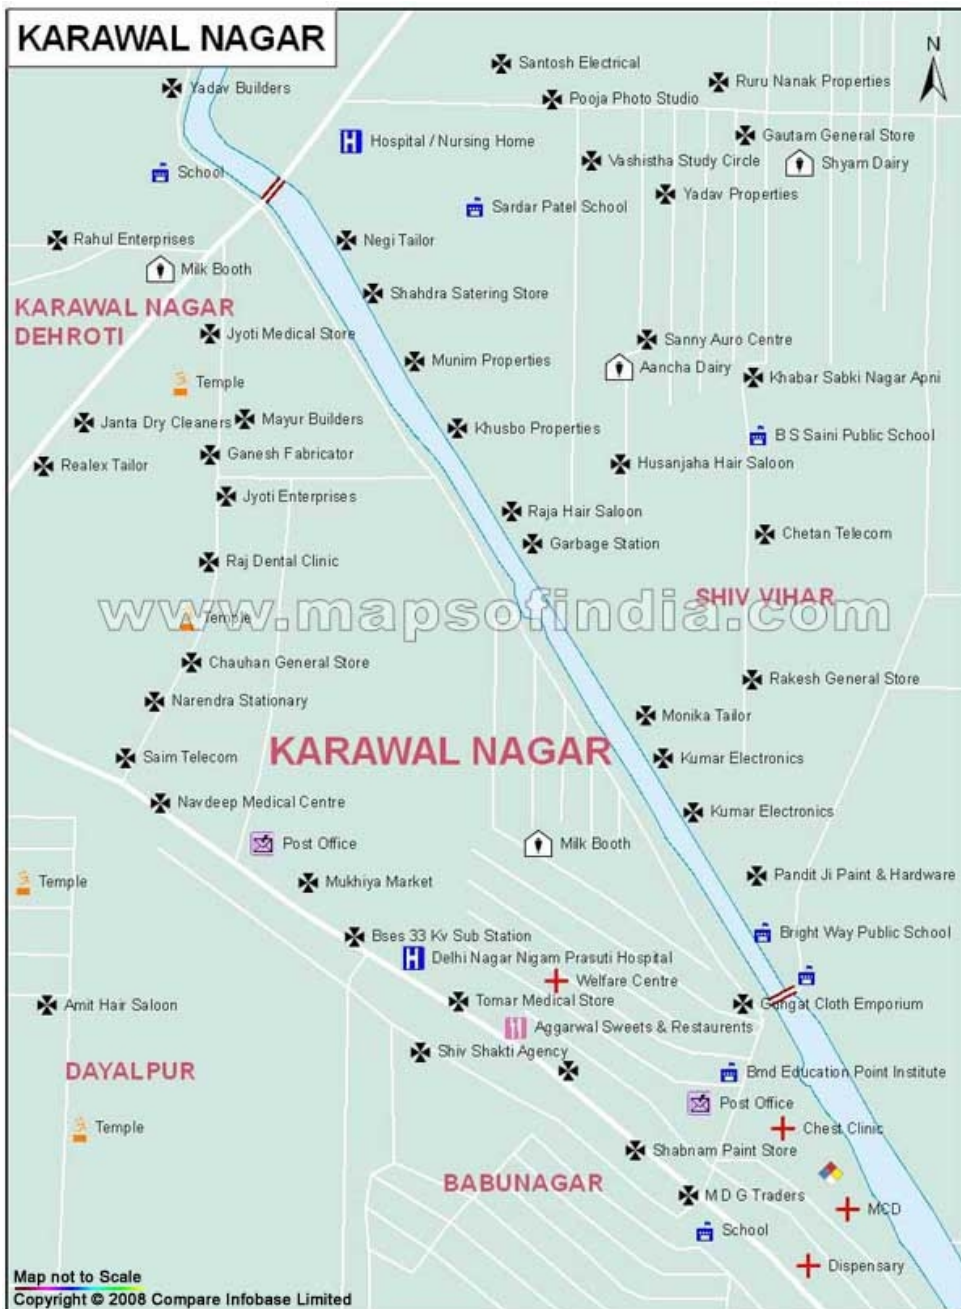 KARAWAL NAGAR
N
Santosh Electrical
Yadav Builders
Ruru Nanak Properties
Pooja Photo Studio
Hospital / Nursing Home
Gautam General Store
Vashistha Study Circle
Shyam Dairy
School
Yadav Properties
Sardar Patel School
Rahul Enterprises
Negi Tailor
Milk Booth
Shahdra Satering Store
KARAWAL NAGAR
DEHROTI
Jyoti Medical Store
Sanny Auro Centre
Munim Properties
Aancha Dairy
Temple
Khabar Sabki Nagar Apni
Janta Dry Cleaners
Mayur Builders
Khusbo Properties
B S Saini Public School
Ganesh Fabricator
Realex Tailor
Husanjaha Hair Saloon
Jyoti Enterprises
Raja Hair Saloon
Garbage Station
Chetan Telecom
Raj Dental Clinic
SHIV VIHAR
www.mapsofindia.com
Temple
Chauhan General Store
Rakesh General Store
Narendra Stationary
Monika Tailor
KARAWAL NAGAR
Saim Telecom
Kumar Electronics
Navdeep Medical Centre
Kumar Electronics
Post Office
Milk Booth
Temple
Mukhiya Market
Pandit Ji Paint & Hardware
Bses 33 Kv Sub Station
Bright Way Public School
Delhi Nagar Nigam Prasuti Hospital
Welfare Centre
Amit Hair Saloon
Tomar Medical Store
Gungat Cloth Emporium
Aggarwal Sweets & Restaurents
Shiv Shakti Agency
DAYALPUR
Bmd Education Point Institute
Post Office
Temple
Chest Clinic
Shabnam Paint Store
BABUNAGAR
M D G Traders
MCD
School
Dispensary
Map not to Scale
Copyright © 2008 Compare Infobase Limited